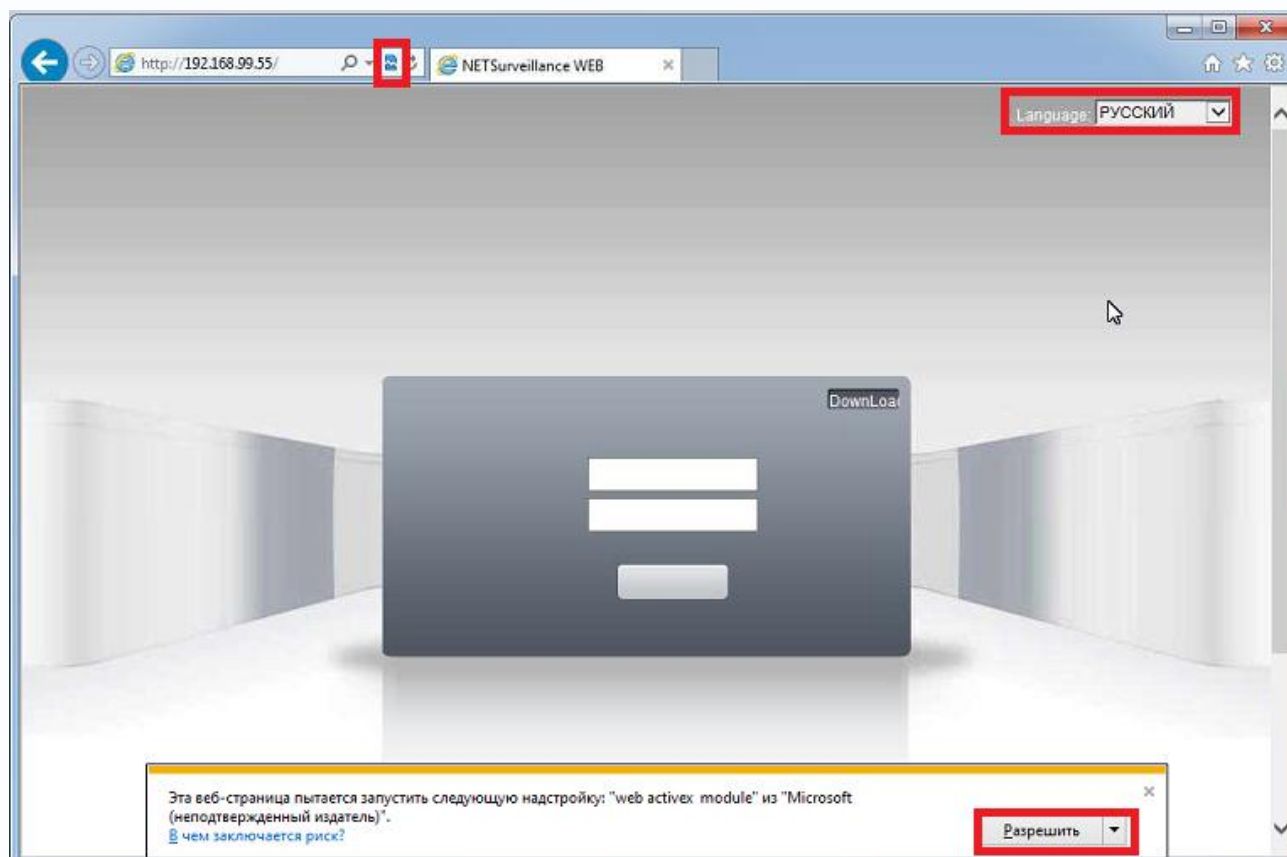 http://192.168.99.55/
NETSurveillance WEB
Language: РУССКИЙ
DownLoad
Эта веб-страница пытается запустить следующую надстройку: "web activex module" из "Microsoft
(неподтвержденный издатель)".
В чем заключается риск?
Разрешить